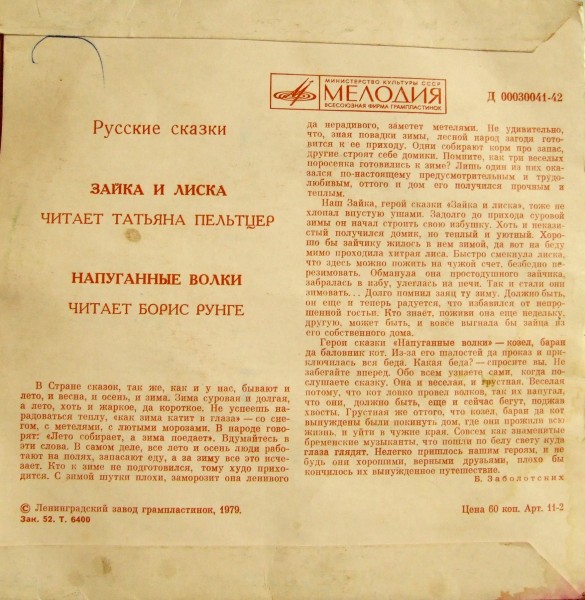 МИНИСТЕРСТВО КУЛЬТУРЫ СССР
МЕЛОДИЯ
ВСЕСОЮЗНАЯ ФИРМА ГРАМПЛАСТИНОК
Д 00030041-42
Русские сказки
ЗАЙКА И ЛИСКА
ЧИТАЕТ ТАТЬЯНА ПЕЛЬТЦЕР
НАПУГАННЫЕ ВОЛКИ
ЧИТАЕТ БОРИС РУНГЕ
В Стране сказок, так же, как и у нас, бывают и
лето, и весна, и осень, и зима. Зима суровая и долгая,
а лето, хоть и жаркое, да короткое. Не успеешь на-
радоваться теплу, «как зима катит в глаза» — со сне-
гом, с метелями, с лютыми морозами. В народе гово-
рят: «Лето собирает, а зима поедает». Вдумайтесь в
эти слова. В самом деле, все лето и осень люди рабо-
тают на полях, запасают еду, а за зиму все это исче-
зает. Кто к зиме не подготовился, тому худо прихо-
дится. С зимой шутки плохи, заморозит она ленивого
да нерадивого, заметет метелями. Не удивительно,
что, зная повадки зимы, лесной народ загодя гото-
вится к ее приходу. Одни собирают корм про запас,
другие строят себе домики. Помните, как три веселых
поросенка готовились к зиме? Лишь один из них ока-
зался по-настоящему предусмотрительным и трудо-
любивым, оттого и дом его получился прочным и
теплым.
Наш Зайка, герой сказки «Зайка и лиска», тоже не
хлопал впустую ушами. Задолго до прихода суровой
зимы он начал строить свою избушку. Хоть и неказис-
тый получился домик, но теплый и уютный. Хоро-
шо бы зайчику жилось в нем зимой, да вот на беду
мимо проходила хитрая лиса. Быстро смекнула лиска,
что здесь можно пожить на чужой счет, безбедно пе-
резимовать. Обманула она простодушного зайчика,
забралась в избу, улеглась на печи. Так и стали они
зимовать... Долго помнил заяц ту зиму. Должно быть,
он еще и теперь радуется, что избавился от непро-
шенной гостьи. Кто знает, поживи она еще недельку,
другую, может быть, и вовсе выгнала бы зайца из
его собственного дома.
Герои сказки «Напуганные волки» — козел, баран
да баловник кот. Из-за его шалостей да проказ и при-
ключилась вся беда. Какая беда? — спросите вы. Не
забегайте вперед. Обо всем узнаете сами, когда по-
слушаете сказку. Она и веселая, и грустная. Веселая
потому, что кот ловко провел волков, так их напугал,
что они, должно быть, еще и сейчас бегут, поджав
хвосты. Грустная же оттого, что козел, баран да кот
вынуждены были покинуть дом, где они прожили всю
жизнь, и уйти в чужие края. Совсем как знаменитые
бременские музыканты, что пошли по белу свету куда
глаза глядят. Нелегко пришлось нашим героям, и не
будь они хорошими, верными друзьями, плохо бы
кончилось их вынужденное путешествие.
В. Заболотских
© Ленинградский завод грампластинок, 1979.
Зак. 52. Т. 6400
Цена 60 коп. Арт. 11-2